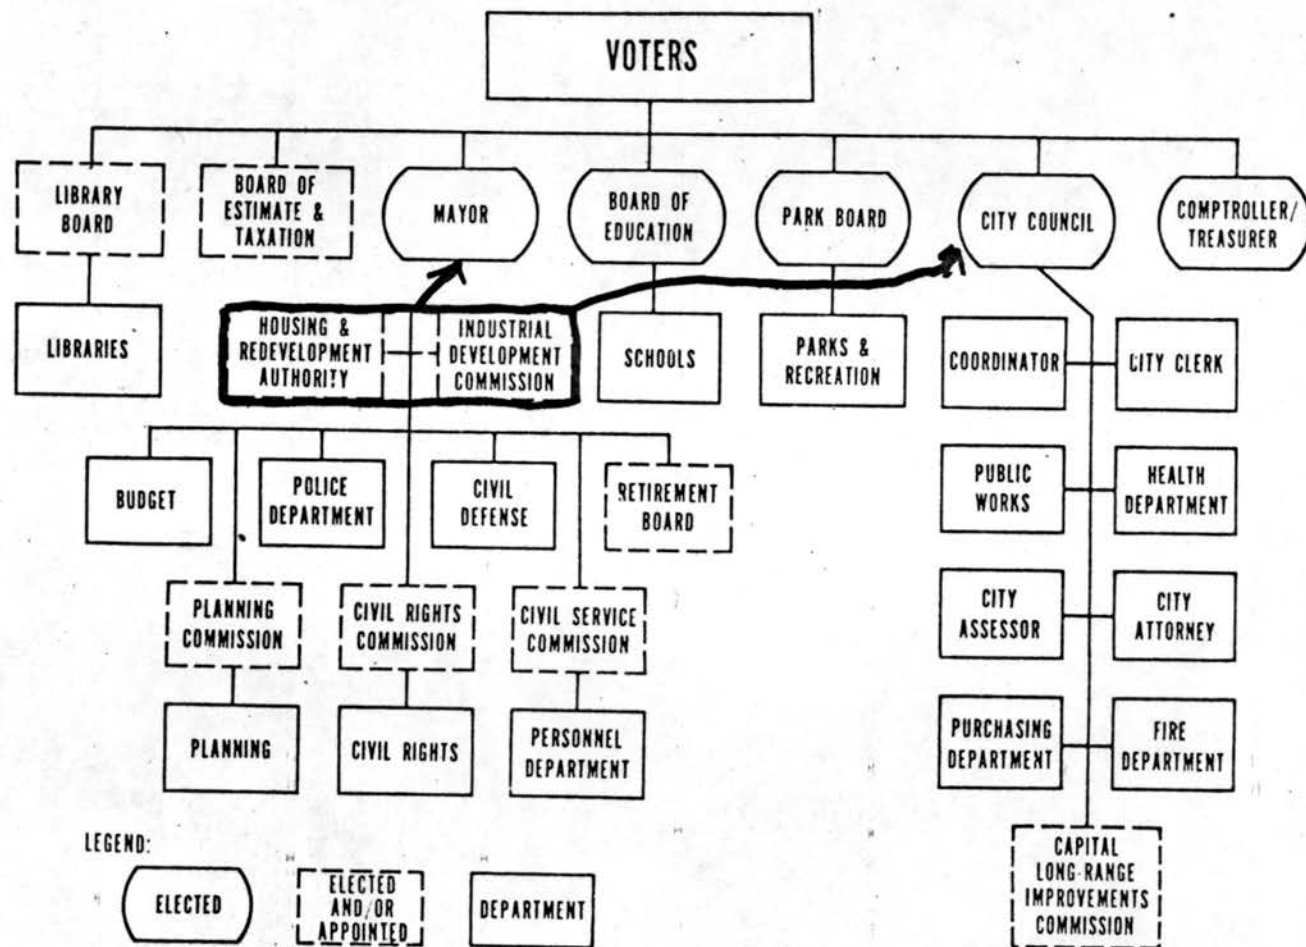 VOTERS
LIBRARY
BOARD
BOARD OF
ESTIMATE &
TAXATION
MAYOR
BOARD OF
EDUCATION
PARK BOARD
CITY COUNCIL
COMPTROLLER/
TREASURER
LIBRARIES
HOUSING &
REDEVELOPMENT
AUTHORITY
INDUSTRIAL
DEVELOPMENT
COMMISSION
SCHOOLS
PARKS &
RECREATION
COORDINATOR
CITY CLERK
BUDGET
POLICE
DEPARTMENT
CIVIL
DEFENSE
RETIREMENT
BOARD
PUBLIC
WORKS
HEALTH
DEPARTMENT
PLANNING
COMMISSION
CIVIL RIGHTS
COMMISSION
CIVIL SERVICE
COMMISSION
CITY
ASSESSOR
CITY
ATTORNEY
PLANNING
CIVIL RIGHTS
PERSONNEL
DEPARTMENT
PURCHASING
DEPARTMENT
FIRE
DEPARTMENT
CAPITAL
LONG-RANGE
IMPROVEMENTS
COMMISSION
LEGEND:
ELECTED
ELECTED
AND/OR
APPOINTED
DEPARTMENT